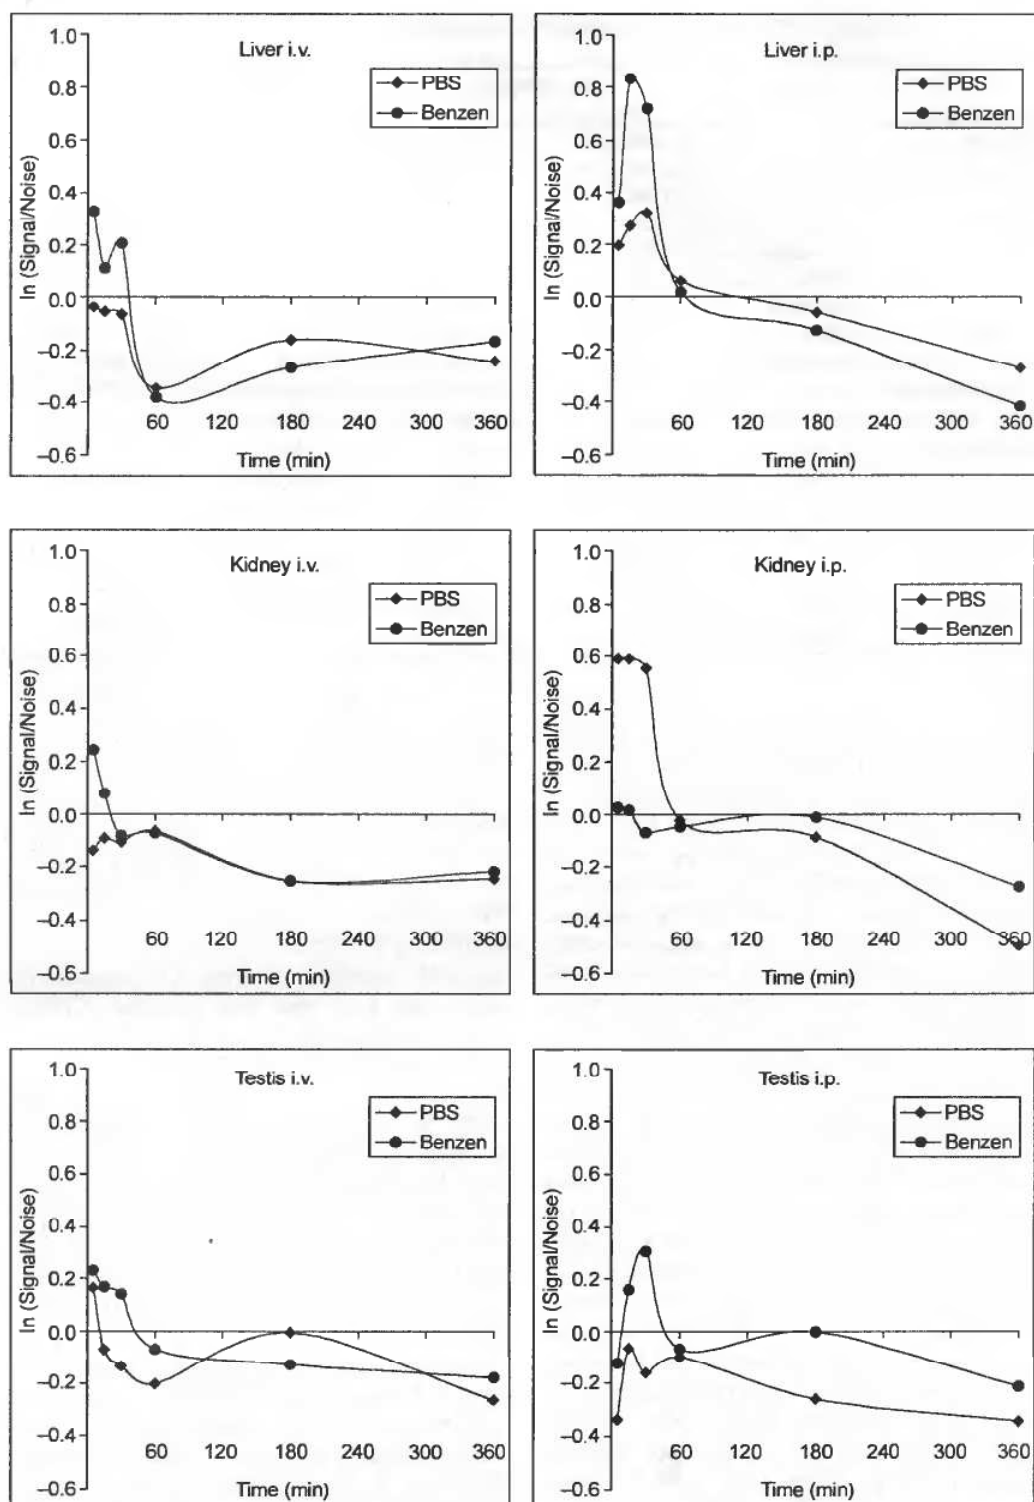 Liver i.v.
PBS
Benzen
ln (Signal/Noise)
1.0
0.8
0.6
0.4
0.2
0.0
–0.2
–0.4
–0.6
60 120 180 240 300 360
Time (min)
Liver i.p.
PBS
Benzen
ln (Signal/Noise)
1.0
0.8
0.6
0.4
0.2
0.0
–0.2
–0.4
–0.6
60 120 180 240 300 360
Time (min)
Kidney i.v.
PBS
Benzen
ln (Signal/Noise)
1.0
0.8
0.6
0.4
0.2
0.0
–0.2
–0.4
–0.6
60 120 180 240 300 360
Time (min)
Kidney i.p.
PBS
Benzen
ln (Signal/Noise)
1.0
0.8
0.6
0.4
0.2
0.0
–0.2
–0.4
–0.6
60 120 180 240 300 360
Time (min)
Testis i.v.
PBS
Benzen
ln (Signal/Noise)
1.0
0.8
0.6
0.4
0.2
0.0
–0.2
–0.4
–0.6
60 120 180 240 300 360
Time (min)
Testis i.p.
PBS
Benzen
ln (Signal/Noise)
1.0
0.8
0.6
0.4
0.2
0.0
–0.2
–0.4
–0.6
60 120 180 240 300 360
Time (min)